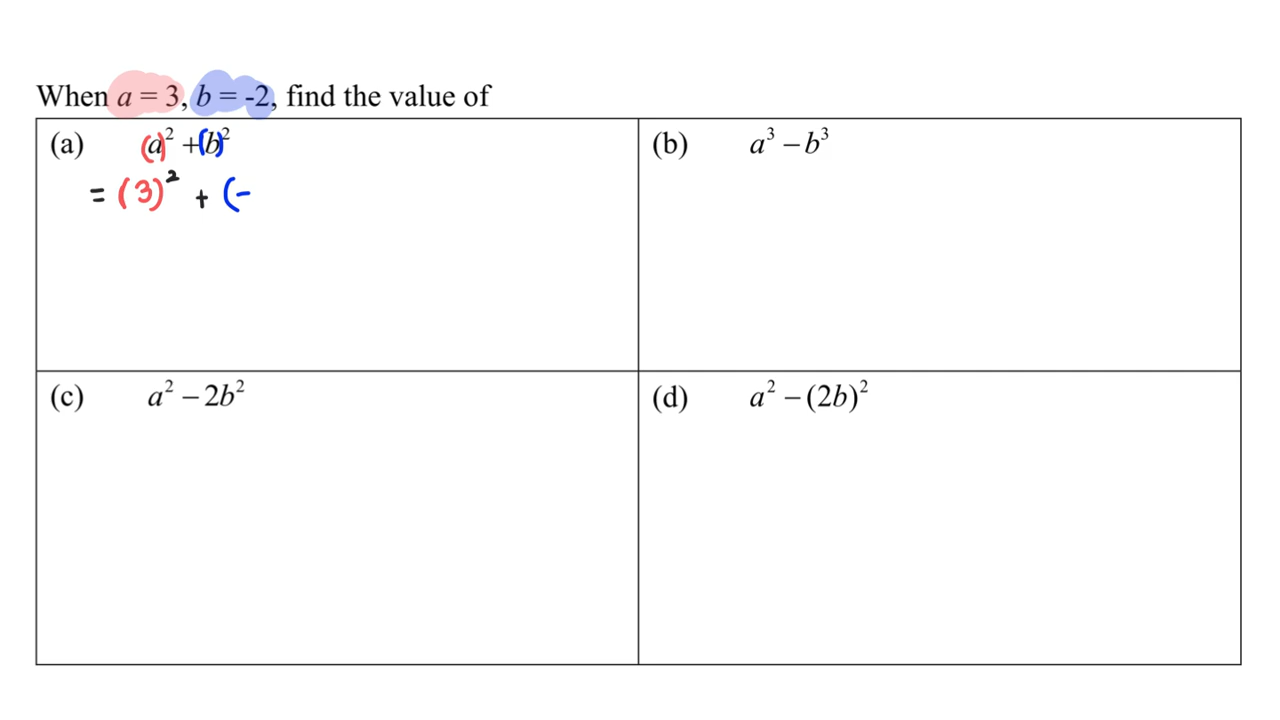 When a = 3, b = -2, find the value of
(a) (a)² + (b)²
= (3)² + (-
(b) a³ – b³
(c) a² – 2b²
(d) a² – (2b)²